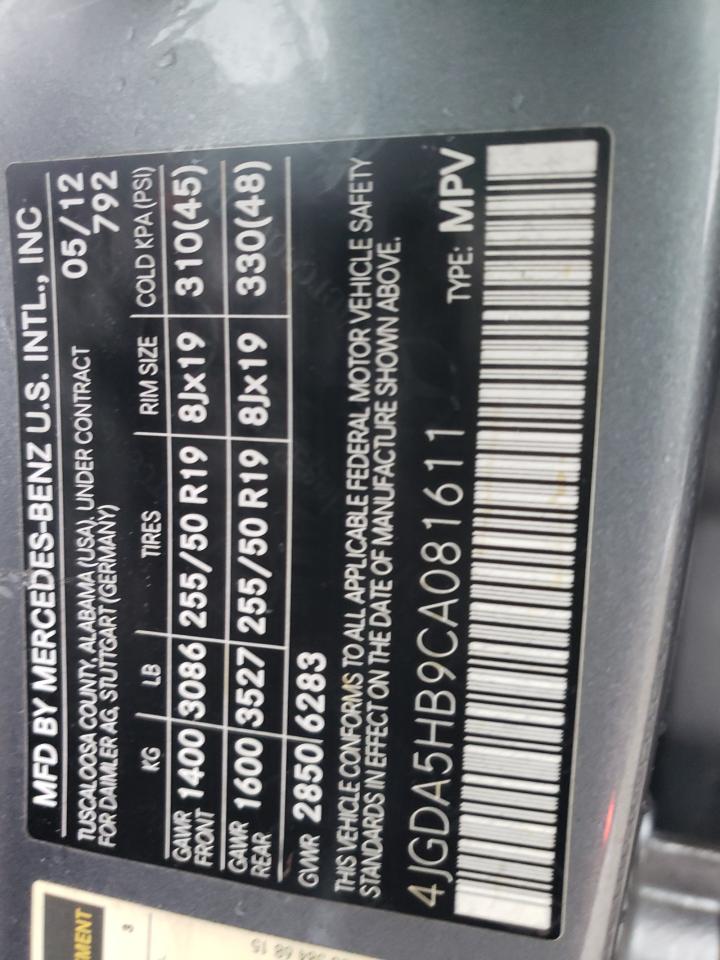 MFD BY MERCEDES-BENZ U.S. INTL., INC
TUSCALOOSA COUNTY, ALABAMA (USA), UNDER CONTRACT 05/12
FOR DAIMLER AG, STUTTGART (GERMANY) 792
KG LB TIRES RIM SIZE COLD KPA (PSI)
GAWR FRONT 1400 3086 255/50 R19 8Jx19 310(45)
GAWR REAR 1600 3527 255/50 R19 8Jx19 330(48)
GVWR 2850 6283
THIS VEHICLE CONFORMS TO ALL APPLICABLE FEDERAL MOTOR VEHICLE SAFETY
STANDARDS IN EFFECT ON THE DATE OF MANUFACTURE SHOWN ABOVE.
4JGDA5HB9CA081611 TYPE: MPV
3